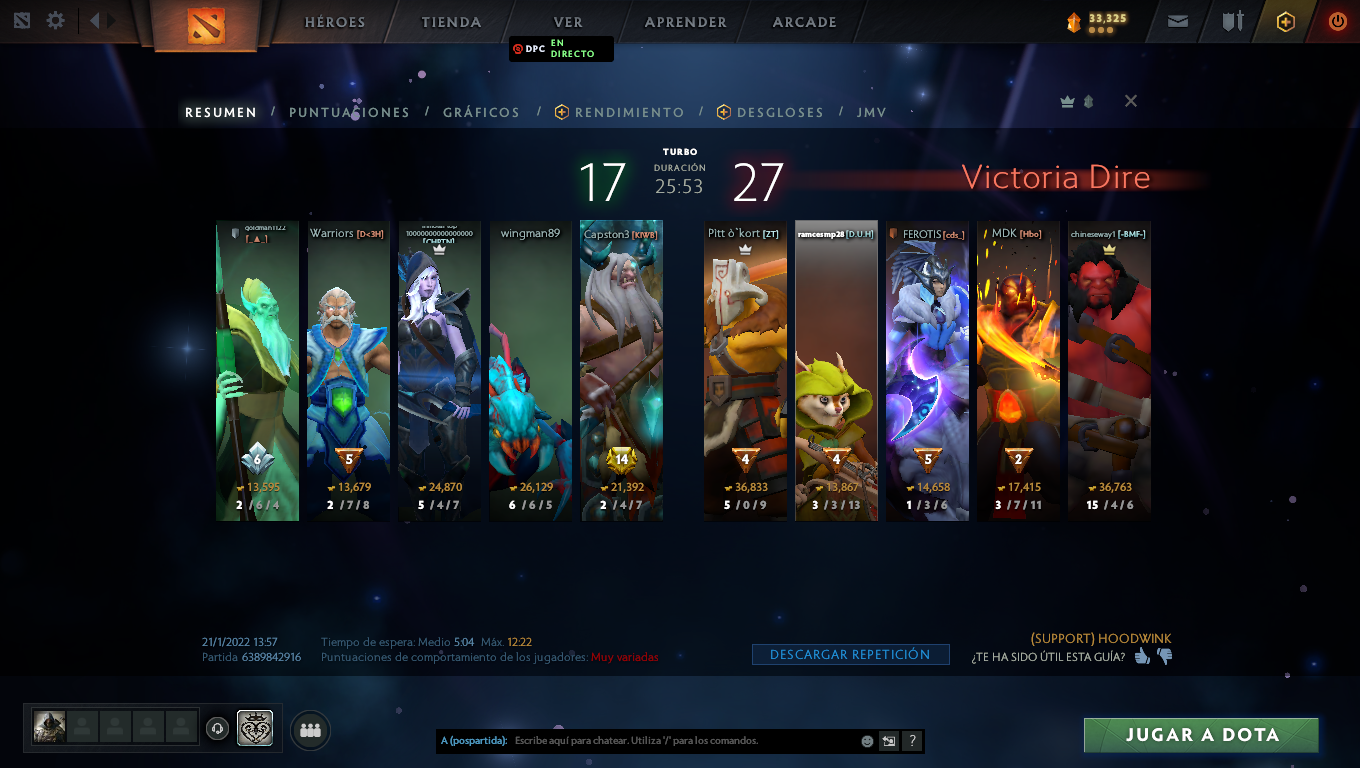 HÉROES
TIENDA
VER
APRENDER
ARCADE
33,325
DPC EN DIRECTO
RESUMEN / PUNTUACIONES / GRÁFICOS / RENDIMIENTO / DESGLOSES / JMV
TURBO
17
DURACIÓN
25:53
27
Victoria Dire
goldman1122
[_▲_]
Warriors [D<3H]
10000000000000000
wingman89
Capston3 [KIWB]
Pìtt ò`kort [ZT]
ramcesmp28 [D.U.H]
FEROTIS [cds_]
MDK [Hbo]
chineseway1 [-BMF-]
6
5
14
4
4
5
2
13,595
13,679
24,870
26,129
21,392
36,833
13,867
14,658
17,415
36,763
2 / 6 / 4
2 / 7 / 8
5 / 4 / 7
6 / 6 / 5
2 / 4 / 7
5 / 0 / 9
3 / 3 / 13
1 / 3 / 6
3 / 7 / 11
15 / 4 / 6
21/1/2022 13:57
Partida 6389842916
Tiempo de espera: Medio 5:04 Máx. 12:22
Puntuaciones de comportamiento de los jugadores: Muy variadas
DESCARGAR REPETICIÓN
(SUPPORT) HOODWINK
¿TE HA SIDO ÚTIL ESTA GUÍA?
A (pospartida): Escribe aquí para chatear. Utiliza '/' para los comandos.
?
JUGAR A DOTA